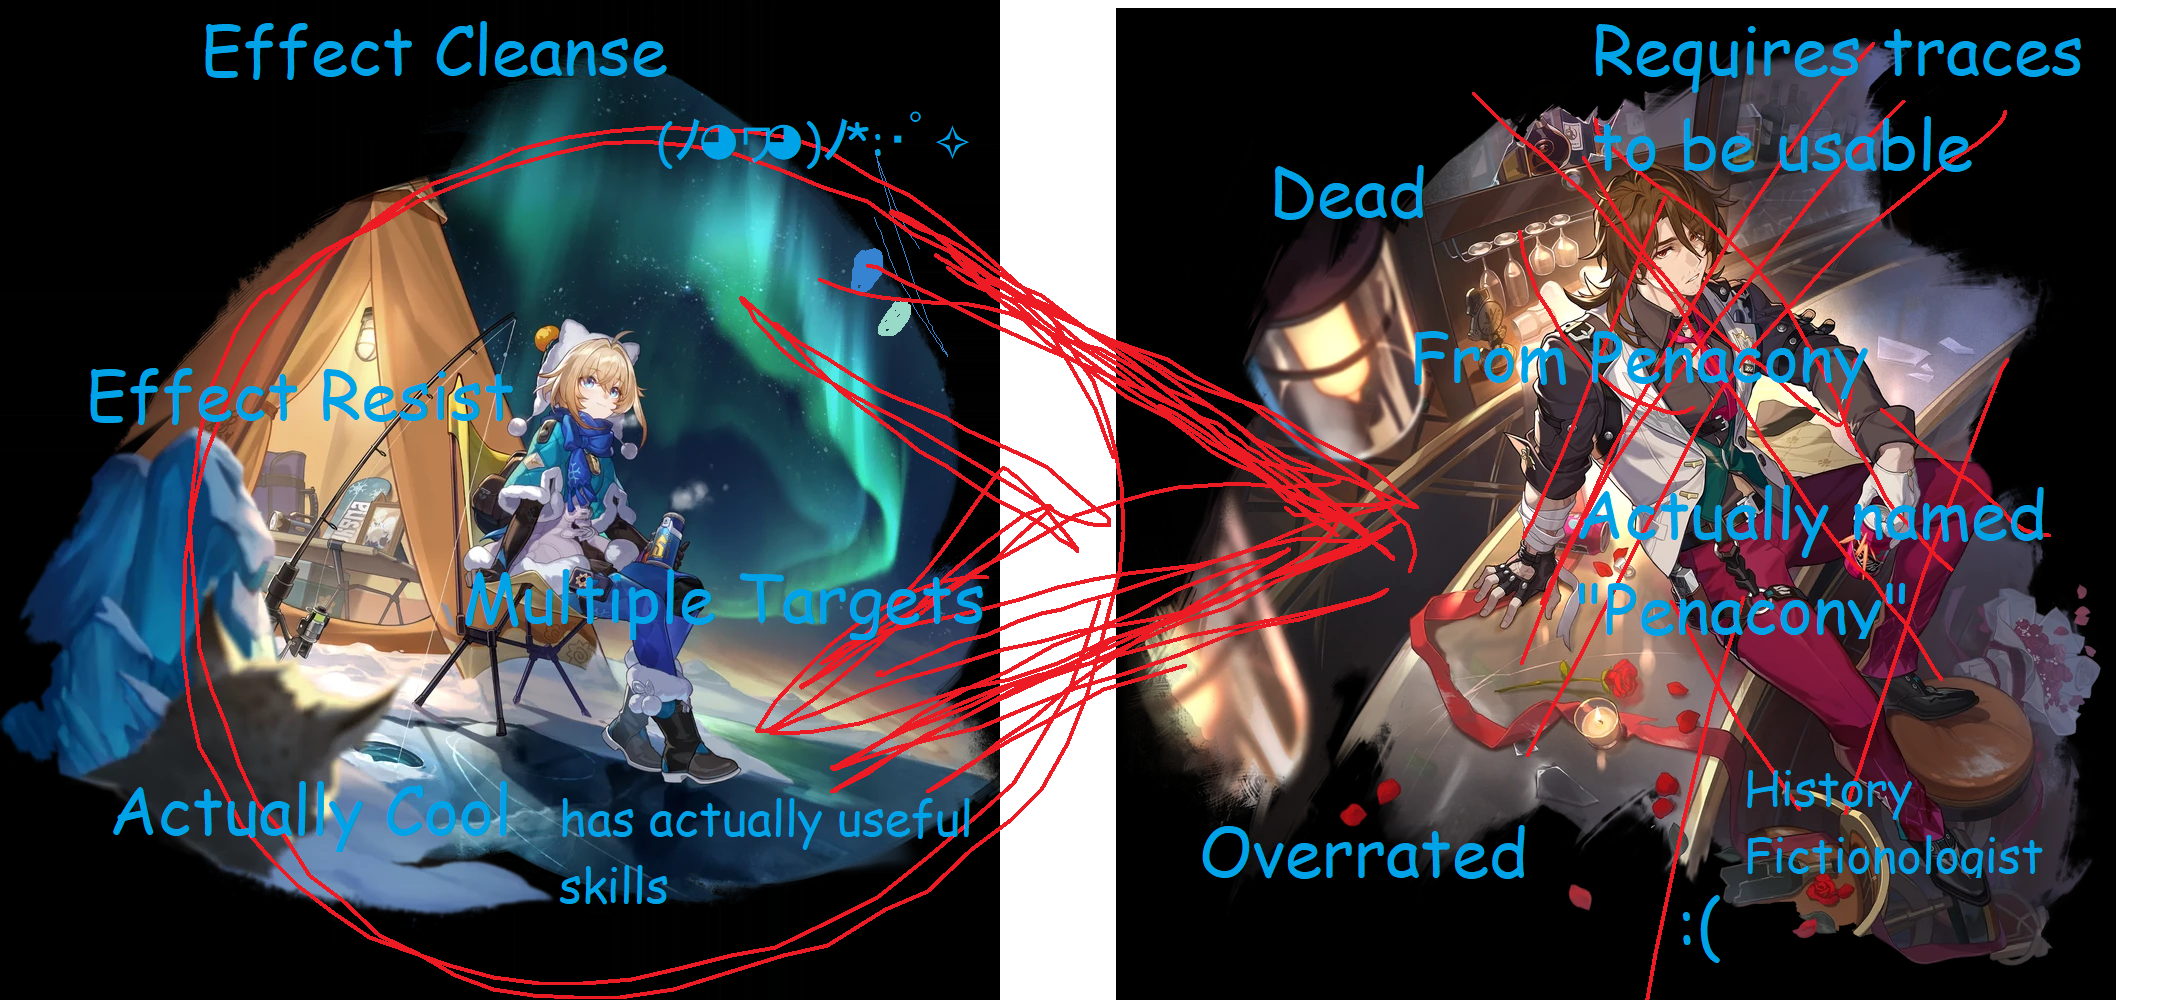 Effect Cleanse
(ﾉ◕ヮ◕)ﾉ*:･ﾟ✧
Effect Resist
Multiple Targets
Actually Cool
has actually useful
skills
Requires traces
to be usable
Dead
From Penacony
Actually named
"Penacony"
History
Fictionologist
Overrated
:(